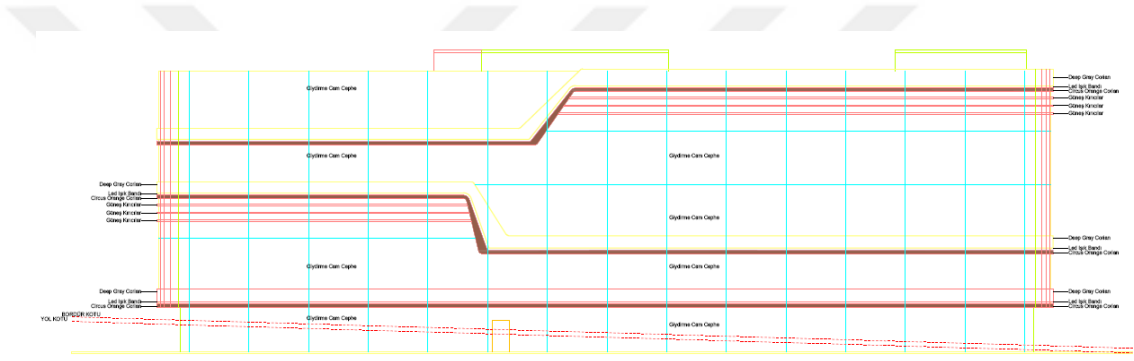 Deep Gray Corian
Giydirme Cam Cephe
Led Işık Bandı
Circus Orange Corian
Güneş Kırıcılar
Güneş Kırıcılar
Güneş Kırıcılar
Giydirme Cam Cephe
Giydirme Cam Cephe
Deep Gray Corian
Led Işık Bandı
Circus Orange Corian
Güneş Kırıcılar
Güneş Kırıcılar
Güneş Kırıcılar
Giydirme Cam Cephe
Deep Gray Corian
Led Işık Bandı
Circus Orange Corian
Giydirme Cam Cephe
Giydirme Cam Cephe
Deep Gray Corian
Deep Gray Corian
Led Işık Bandı
Led Işık Bandı
Circus Orange Corian
Circus Orange Corian
BORDÜR KOTU
YOL KOTU
Giydirme Cam Cephe
Giydirme Cam Cephe